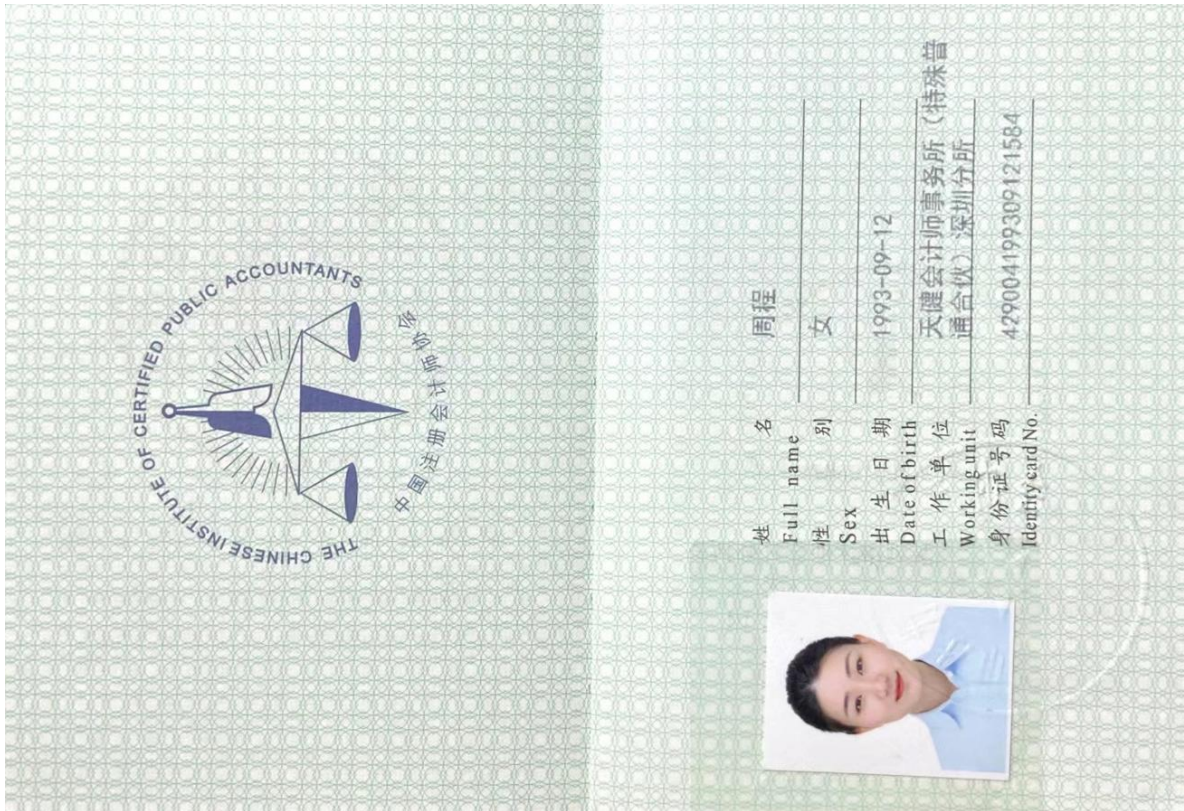 THE CHINESE INSTITUTE OF CERTIFIED PUBLIC ACCOUNTANTS
中国注册会计师协会
姓 名 周程
Full name
性 别 女
Sex
出 生 日 期 1993-09-12
Date of birth
工 作 单 位 天健会计师事务所（特殊普
Working unit 通合伙）深圳分所
身 份 证 号 码 429004199309121584
Identity card No.